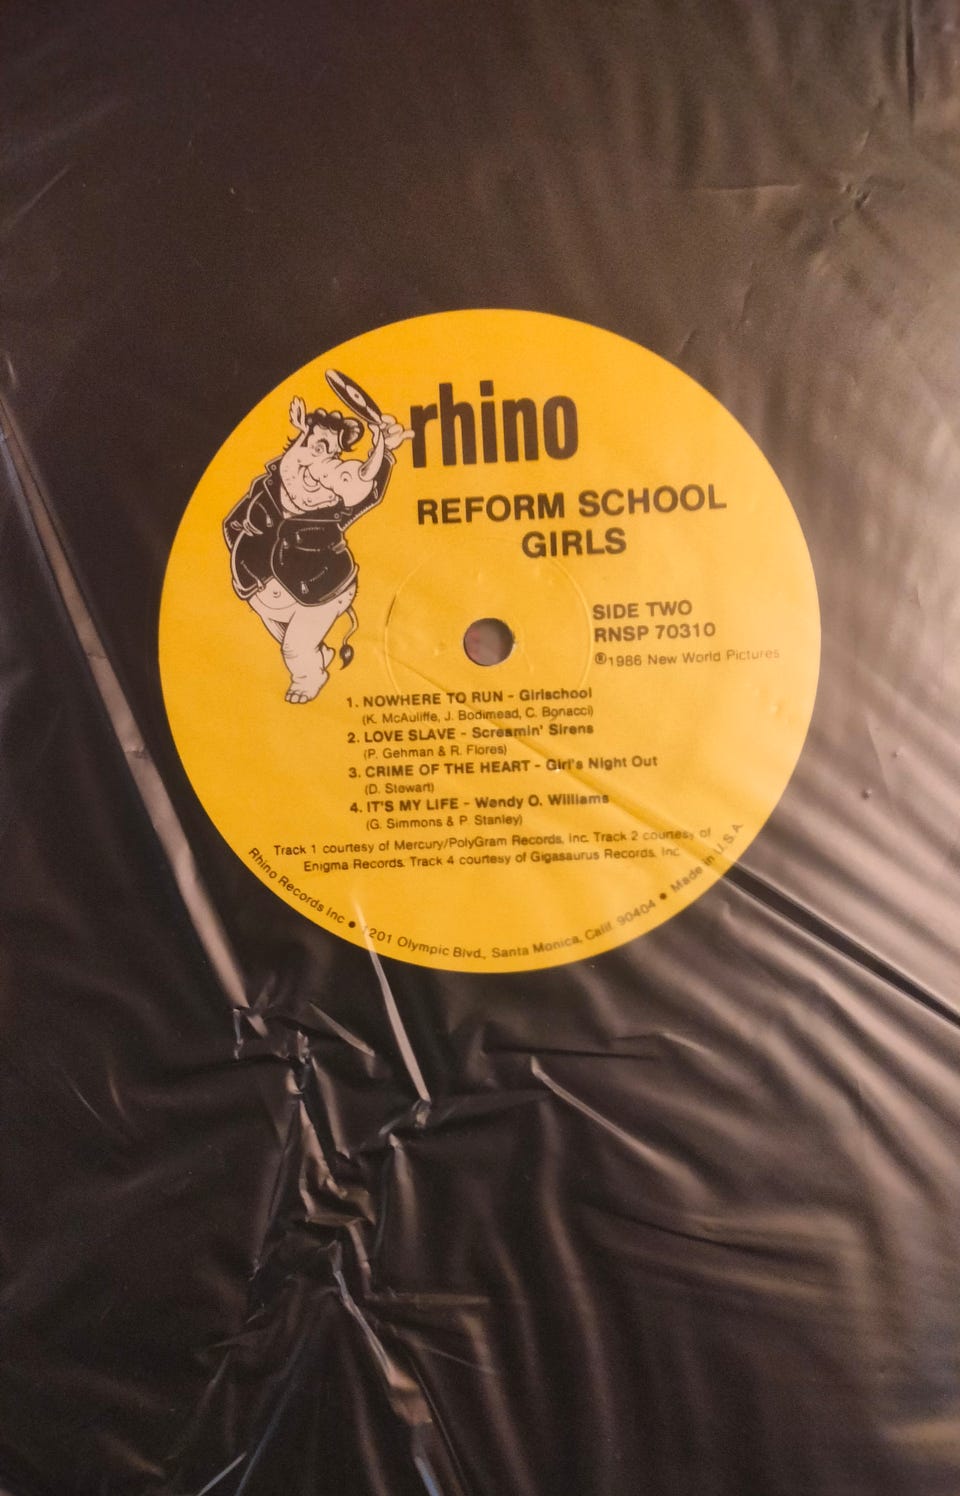 rhino
REFORM SCHOOL
GIRLS
SIDE TWO
RNSP 70310
℗1986 New World Pictures
1. NOWHERE TO RUN - Girlschool
(K. McAuliffe, J. Bodimead, C. Bonacci)
2. LOVE SLAVE - Screamin' Sirens
(P. Gehman & R. Flores)
3. CRIME OF THE HEART - Girl's Night Out
(D. Stewart)
4. IT'S MY LIFE - Wendy O. Williams
(G. Simmons & P. Stanley)
Track 1 courtesy of Mercury/PolyGram Records, Inc. Track 2 courtesy of
Enigma Records. Track 4 courtesy of Gigasaurus Records, Inc.
Rhino Records Inc • 1201 Olympic Blvd., Santa Monica, Calif. 90404 • Made in U.S.A.